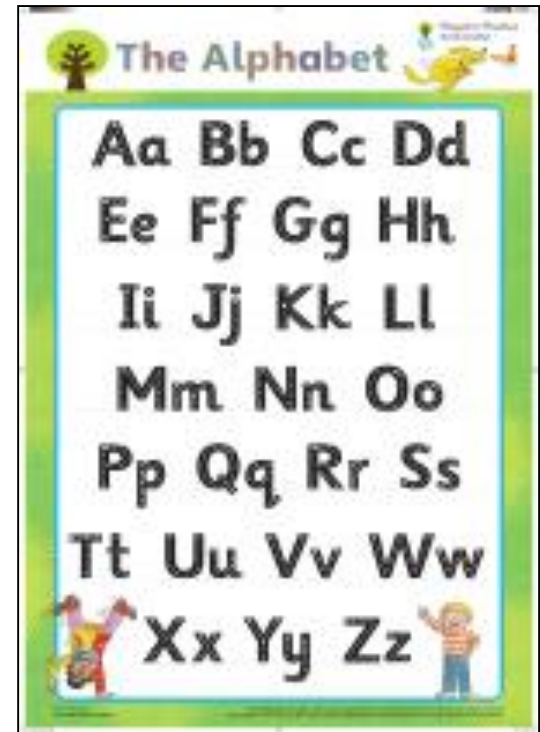 The Alphabet
Aa Bb Cc Dd
Ee Ff Gg Hh
Ii Jj Kk Ll
Mm Nn Oo
Pp Qq Rr Ss
Tt Uu Vv Ww
Xx Yy Zz